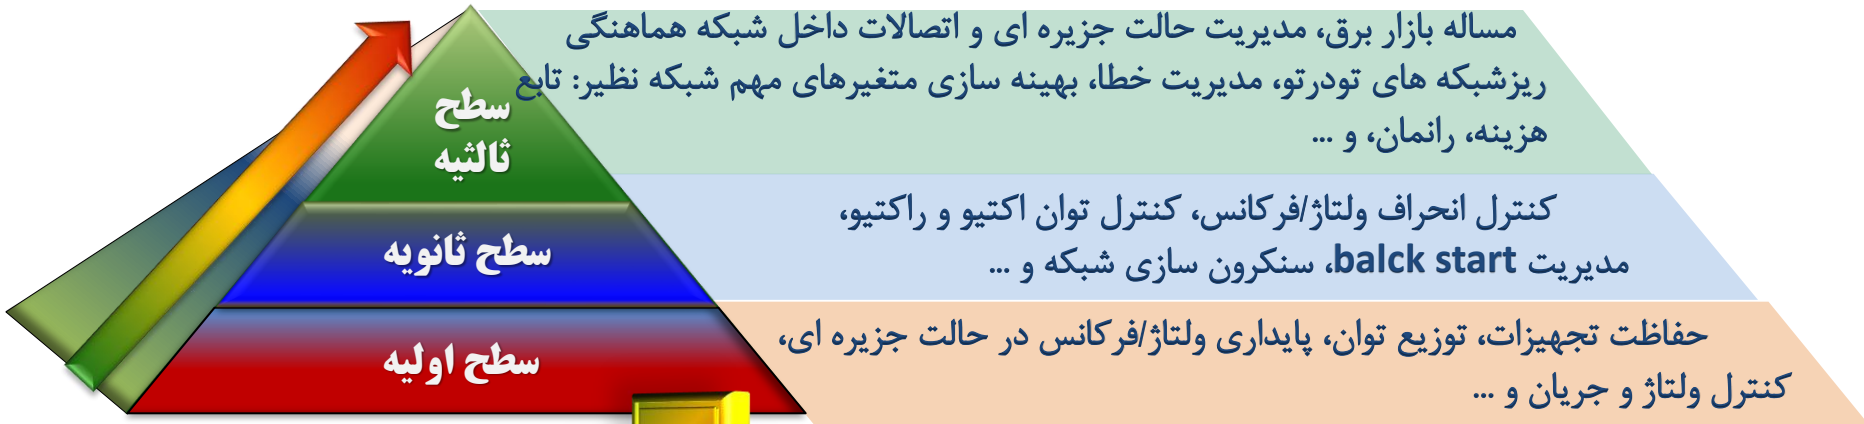 مساله بازار برق، مدیریت حالت جزیره ای و اتصالات داخل شبکه هماهنگی
ریزشبکه های تودرتو، مدیریت خطا، بهینه سازی متغیرهای مهم شبکه نظیر: تابع
هزینه، رانمان، و ...
سطح
ثالثیه
کنترل انحراف ولتاژ/فرکانس، کنترل توان اکتیو و راکتیو،
مدیریت balck start، سنکرون سازی شبکه و ...
سطح ثانویه
حفاظت تجهیزات، توزیع توان، پایداری ولتاژ/فرکانس در حالت جزیره ای،
کنترل ولتاژ و جریان و ...
سطح اولیه